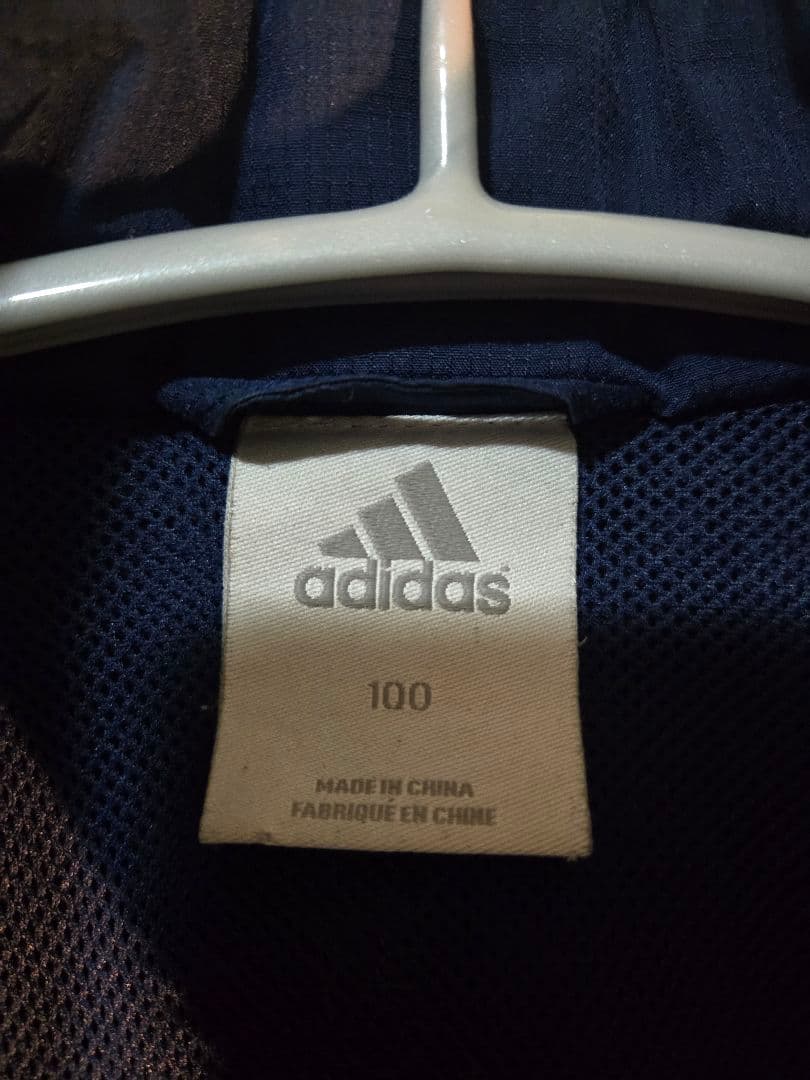 adidas
100
MADE IN CHINA
FABRIQUÉ EN CHINE